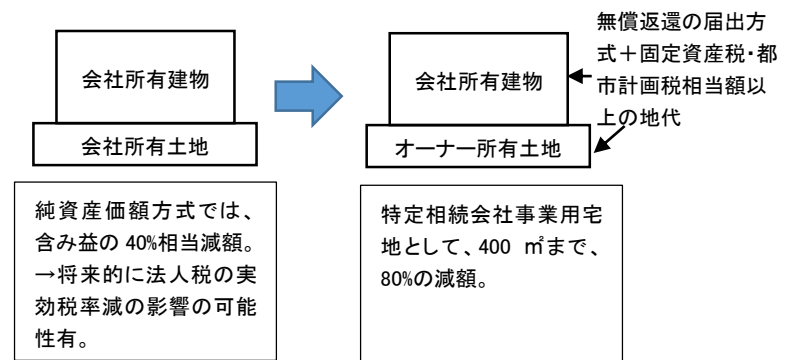 会社所有建物
会社所有土地
純資産価額方式では、
含み益の 40%相当減額。
→将来的に法人税の実
効税率減の影響の可能
性有。
会社所有建物
オーナー所有土地
無償返還の届出方
式＋固定資産税・都
市計画税相当額以
上の地代
特定相続会社事業用宅
地として、400 ㎡まで、
80%の減額。